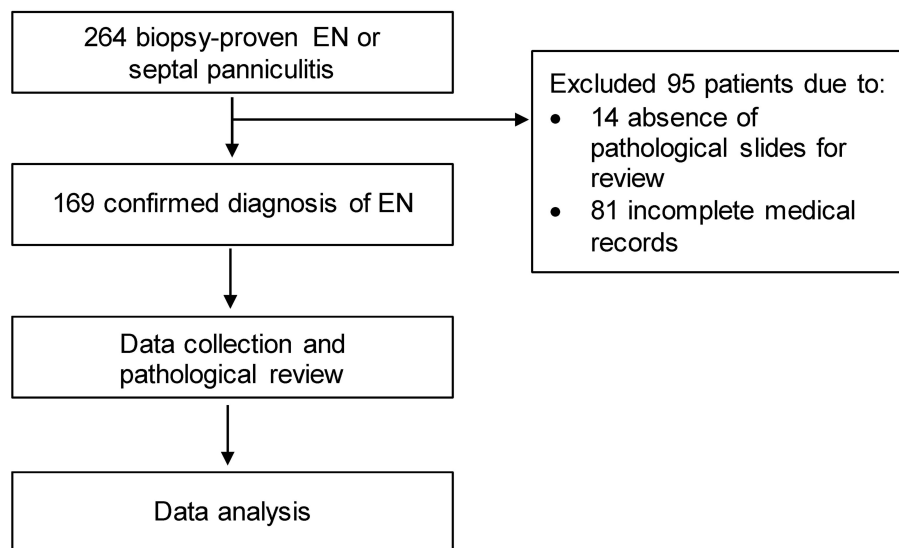 264 biopsy-proven EN or
septal panniculitis
Excluded 95 patients due to:
• 14 absence of
pathological slides for
review
• 81 incomplete medical
records
169 confirmed diagnosis of EN
Data collection and
pathological review
Data analysis